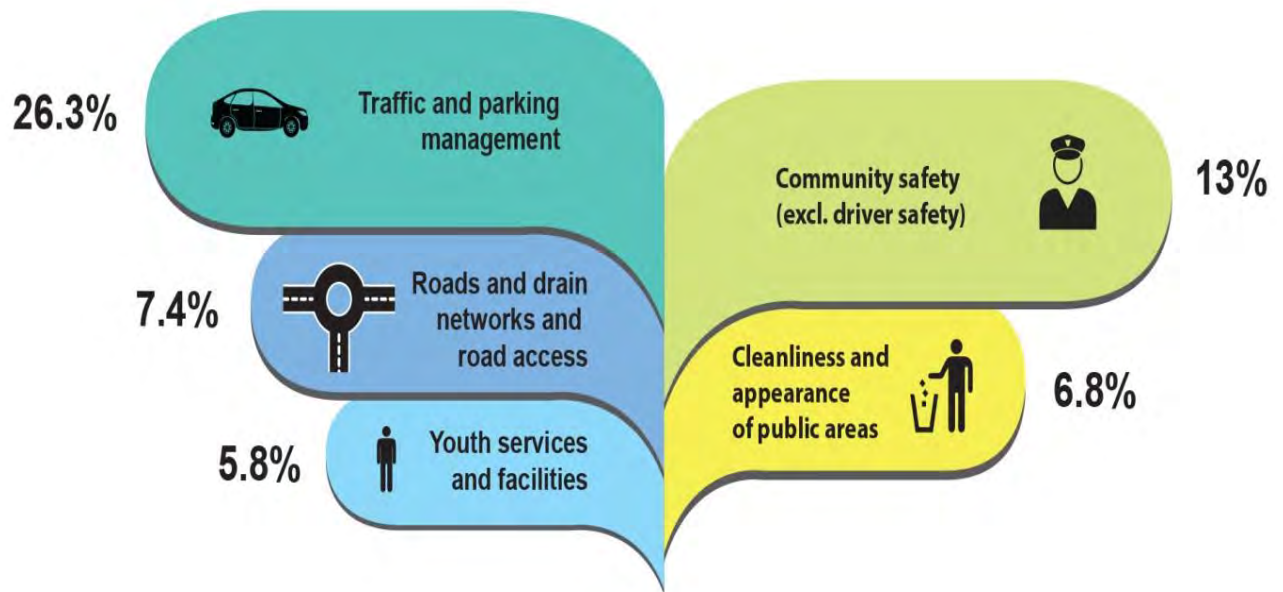 26.3%
Traffic and parking
management
Community safety
(excl. driver safety)
13%
7.4%
Roads and drain
networks and
road access
Cleanliness and
appearance
of public areas
6.8%
5.8%
Youth services
and facilities